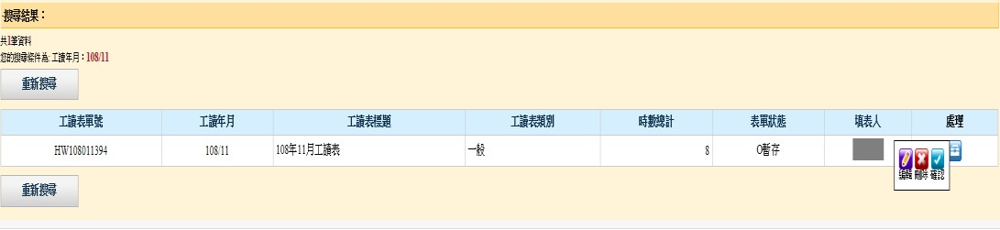 搜尋結果：
共1筆資料
您的搜尋條件為: 工讀年月：108/11
重新搜尋
工讀表單號 工讀年月 工讀表標題 工讀表類別 時數總計 表單狀態 填表人 處理
HW108011394 108/11 108年11月工讀表 一般 8 0暫存
編輯 刪除 確認
重新搜尋